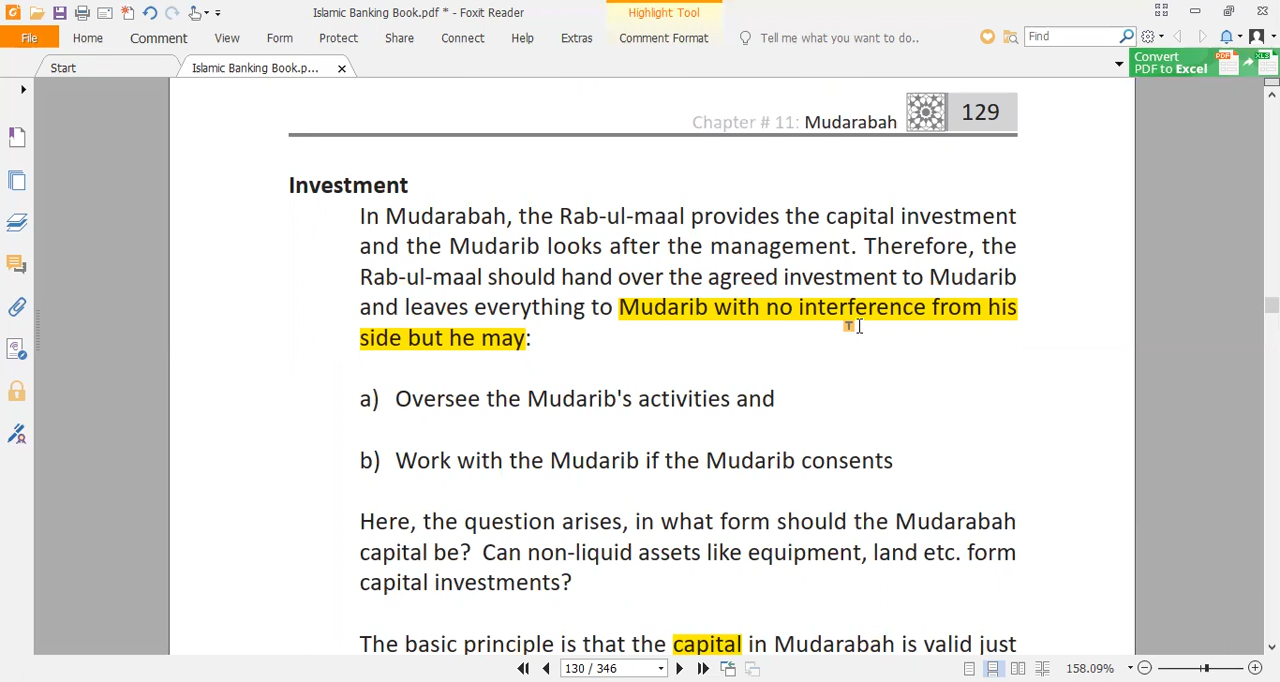 Islamic Banking Book.pdf * - Foxit Reader
Highlight Tool
File
Home
Comment
View
Form
Protect
Share
Connect
Help
Extras
Comment Format
Tell me what you want to do..
Find
Start
Islamic Banking Book.p...
Convert
PDF to Excel
PDF
XLS
Chapter # 11: Mudarabah
129
Investment
In Mudarabah, the Rab-ul-maal provides the capital investment
and the Mudarib looks after the management. Therefore, the
Rab-ul-maal should hand over the agreed investment to Mudarib
and leaves everything to Mudarib with no interference from his
side but he may:
a) Oversee the Mudarib's activities and
b) Work with the Mudarib if the Mudarib consents
Here, the question arises, in what form should the Mudarabah
capital be? Can non-liquid assets like equipment, land etc. form
capital investments?
The basic principle is that the capital in Mudarabah is valid just
130 / 346
158.09%